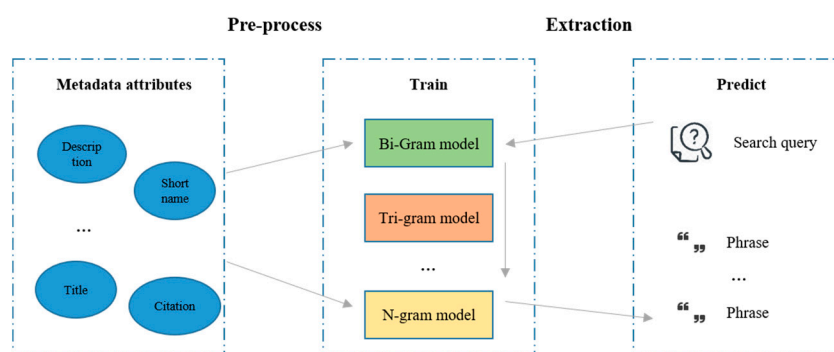 Pre-process
Extraction
Metadata attributes
Descrip
tion
Short
name
...
Title
Citation
Train
Bi-Gram model
Tri-gram model
...
N-gram model
Predict
?
Search query
“ ” Phrase
...
“ ” Phrase